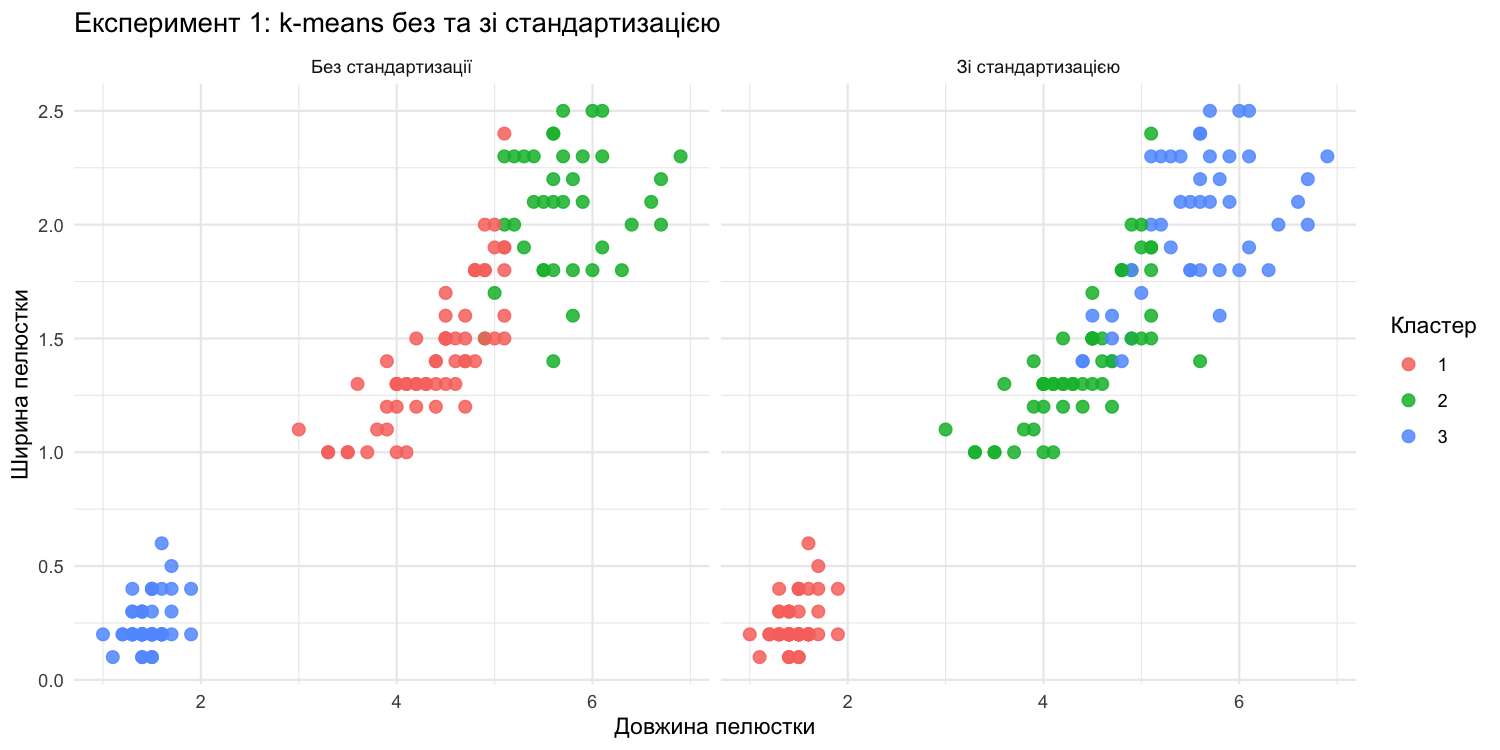 Експеримент 1: k-means без та зі стандартизацією
Без стандартизації
Зі стандартизацією
2.5
2.0
1.5
1.0
0.5
0.0
Ширина пелюстки
2
4
6
2
4
6
Довжина пелюстки
Кластер
1
2
3